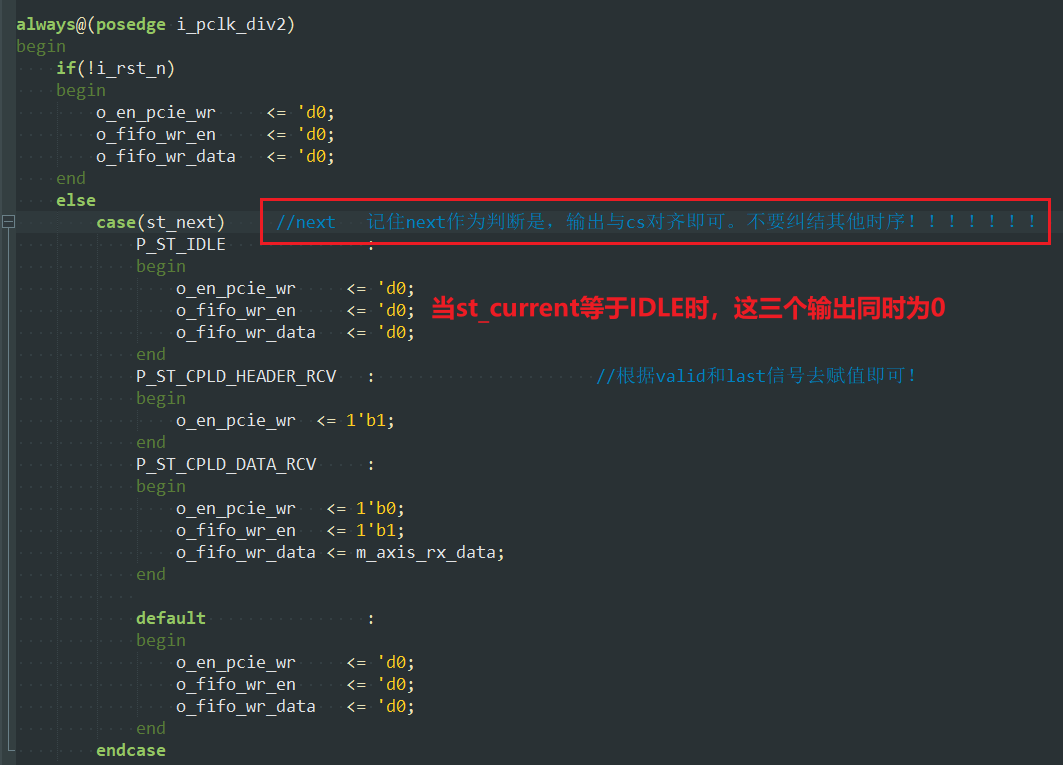 always@(posedge i_pclk_div2)
begin
if(!i_rst_n)
begin
o_en_pcie_wr <= 'd0;
o_fifo_wr_en <= 'd0;
o_fifo_wr_data <= 'd0;
end
else
case(st_next) //next 记住next作为判断是，输出与cs对齐即可。不要纠结其他时序！！！！！！！
P_ST_IDLE :
begin
o_en_pcie_wr <= 'd0;
o_fifo_wr_en <= 'd0; 当st_current等于IDLE时，这三个输出同时为0
o_fifo_wr_data <= 'd0;
end
P_ST_CPLD_HEADER_RCV : //根据valid和last信号去赋值即可！
begin
o_en_pcie_wr <= 1'b1;
end
P_ST_CPLD_DATA_RCV :
begin
o_en_pcie_wr <= 1'b0;
o_fifo_wr_en <= 1'b1;
o_fifo_wr_data <= m_axis_rx_data;
end
default :
begin
o_en_pcie_wr <= 'd0;
o_fifo_wr_en <= 'd0;
o_fifo_wr_data <= 'd0;
end
endcase